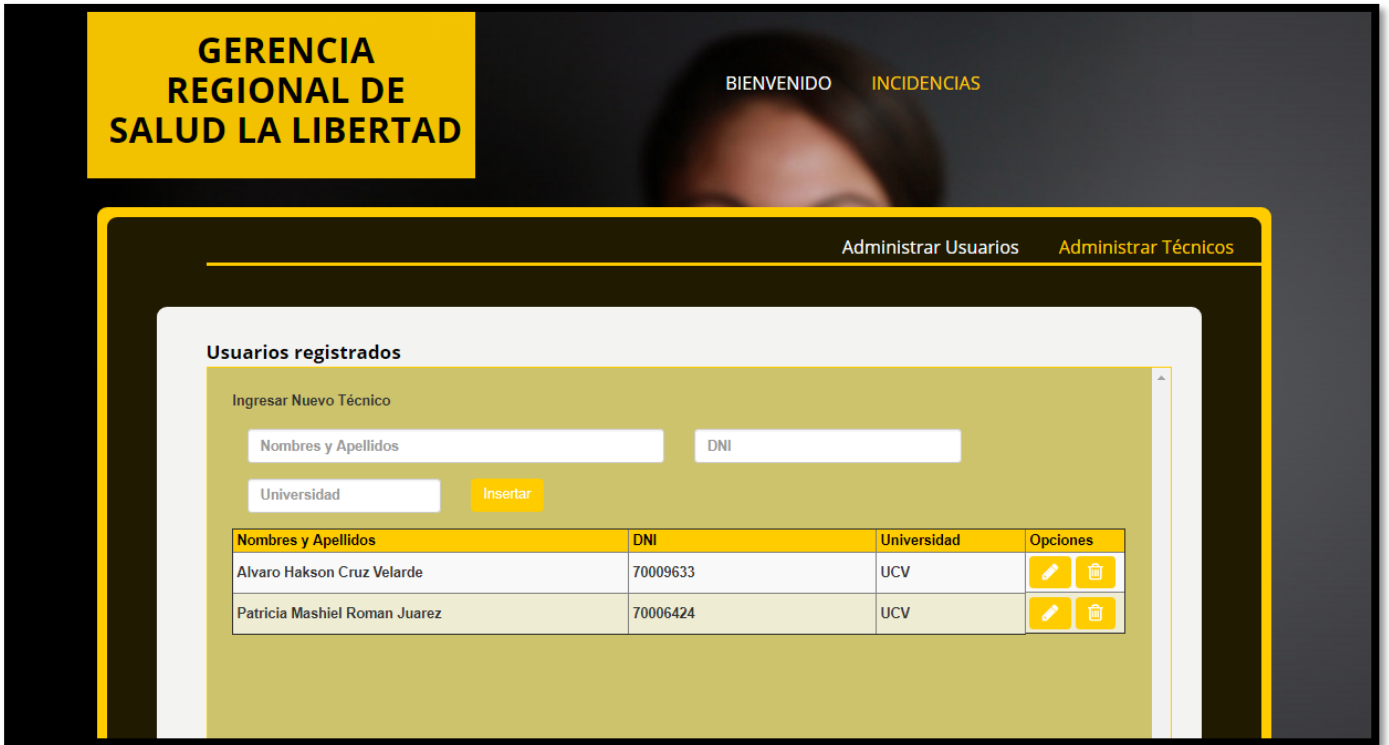 GERENCIA
REGIONAL DE
SALUD LA LIBERTAD
BIENVENIDO INCIDENCIAS
Administrar Usuarios Administrar Técnicos
Usuarios registrados
Ingresar Nuevo Técnico
Nombres y Apellidos DNI
Universidad Insertar
Nombres y Apellidos DNI Universidad Opciones
Alvaro Hakson Cruz Velarde 70009633 UCV
Patricia Mashiel Roman Juarez 70006424 UCV